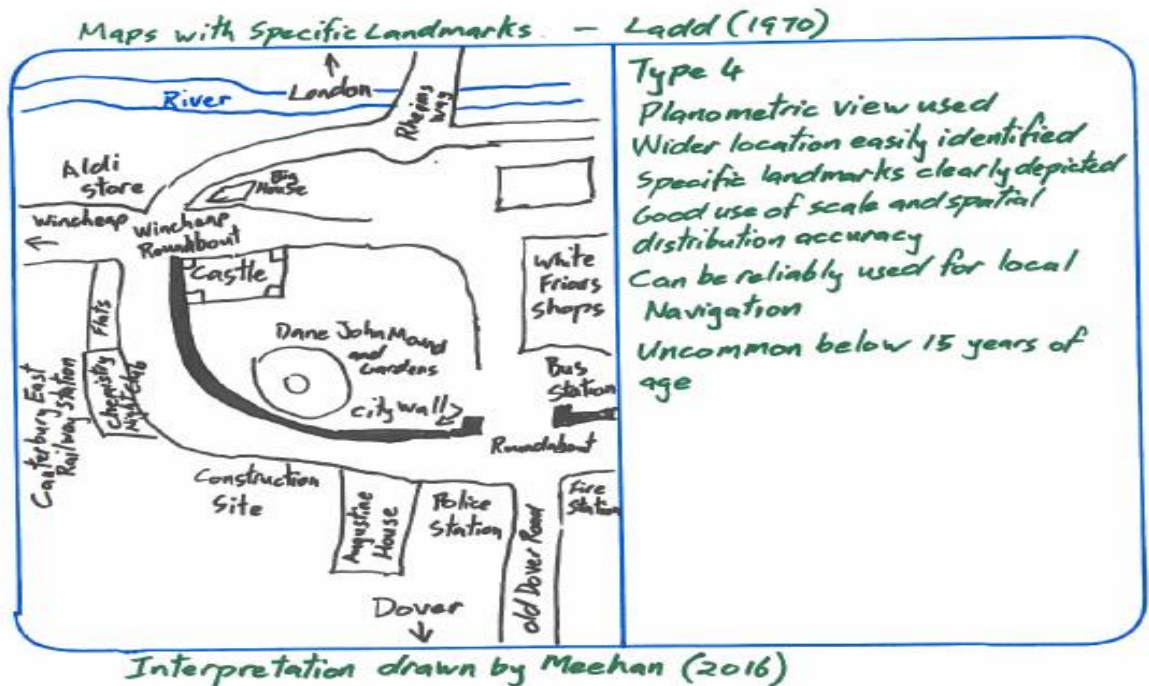 Maps with Specific Landmarks. - Ladd (1970)
London
River
Rheims
Way
Aldi
Store
Big
House
Wincheap
Wincheap
Roundabout
Castle
White
Friars
Shops
Flats
Dane John Mound
and
Gardens
Chemistry
Nightclub
Canterbury East
Railway Station
City Wall
Bus
Station
Roundabout
Construction
Site
Augustine
House
Police
Station
Fire
Station
Old Dover Road
Dover
Type 4
Planometric view used
Wider location easily identified
Specific landmarks clearly depicted
Good use of scale and spatial
distribution accuracy
Can be reliably used for local
Navigation
Uncommon below 15 years of
age
Interpretation drawn by Meehan (2016)